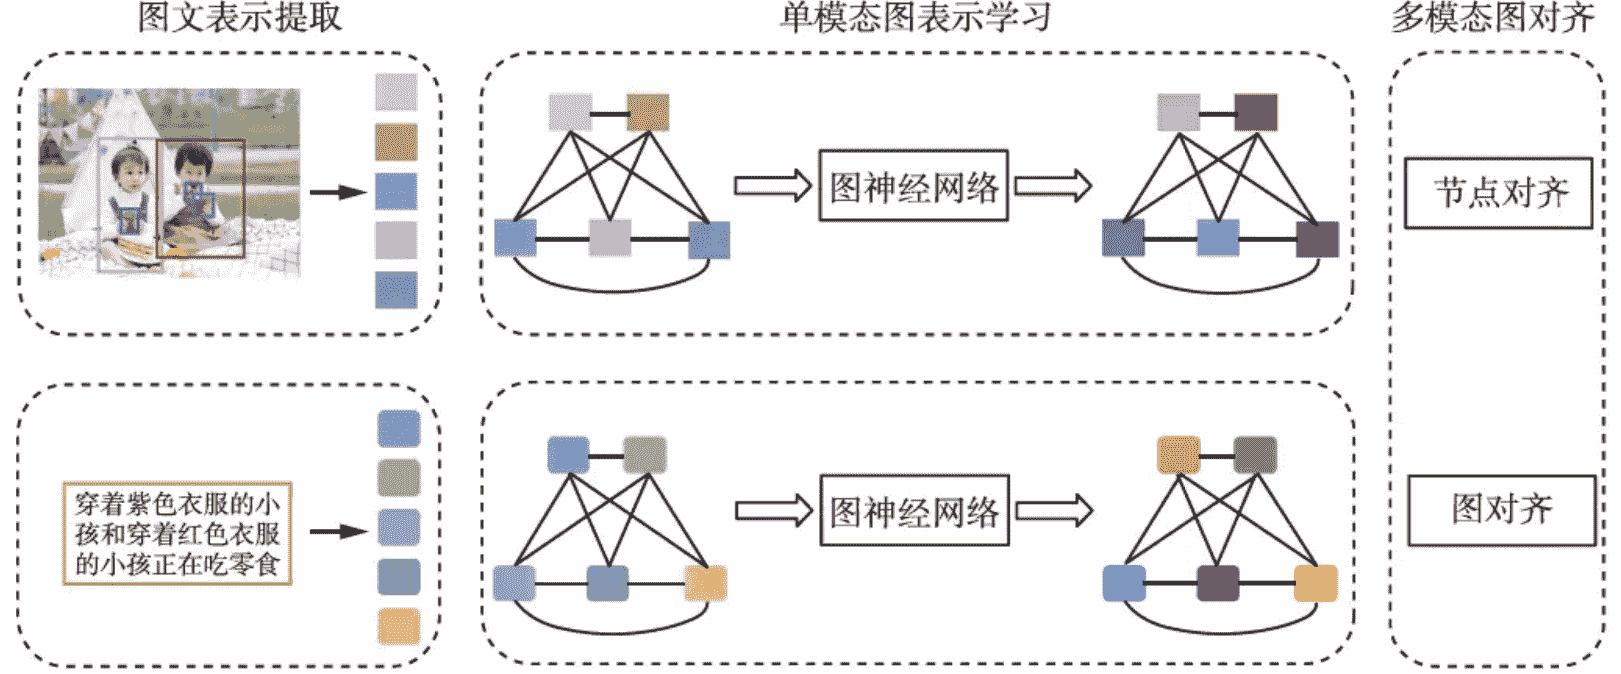 图文表示提取
单模态图表示学习
多模态图对齐
图神经网络
节点对齐
穿着紫色衣服的小
孩和穿着红色衣服
的小孩正在吃零食
图神经网络
图对齐